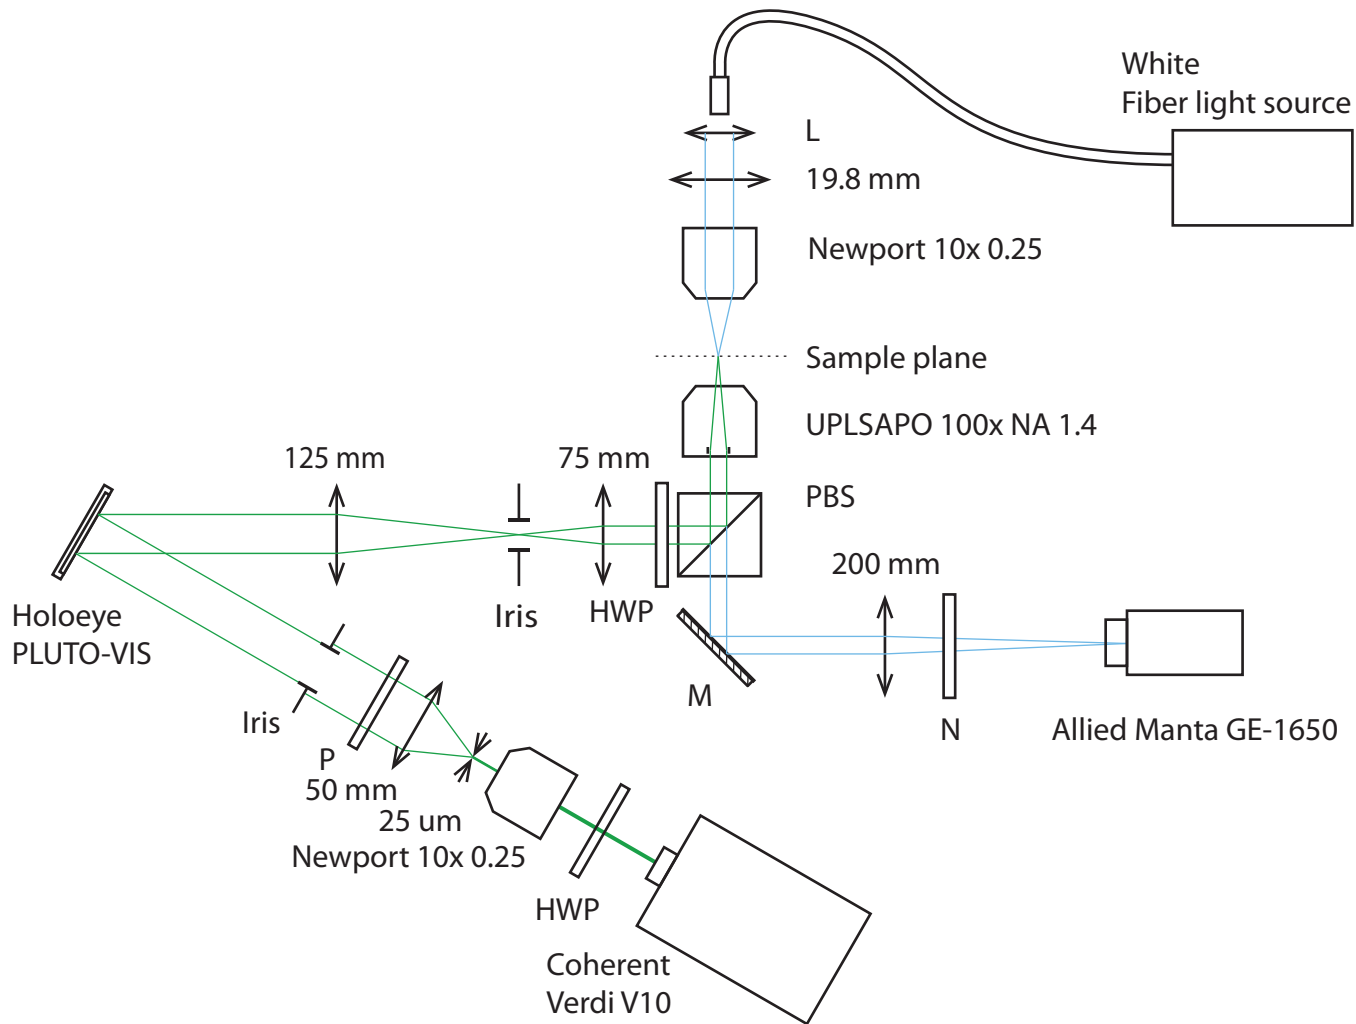 White
Fiber light source
L
19.8 mm
Newport 10x 0.25
Sample plane
UPLSAPO 100x NA 1.4
125 mm
75 mm
PBS
200 mm
Holoeye
PLUTO-VIS
Iris
HWP
M
N
Allied Manta GE-1650
Iris
P
50 mm
25 um
Newport 10x 0.25
HWP
Coherent
Verdi V10